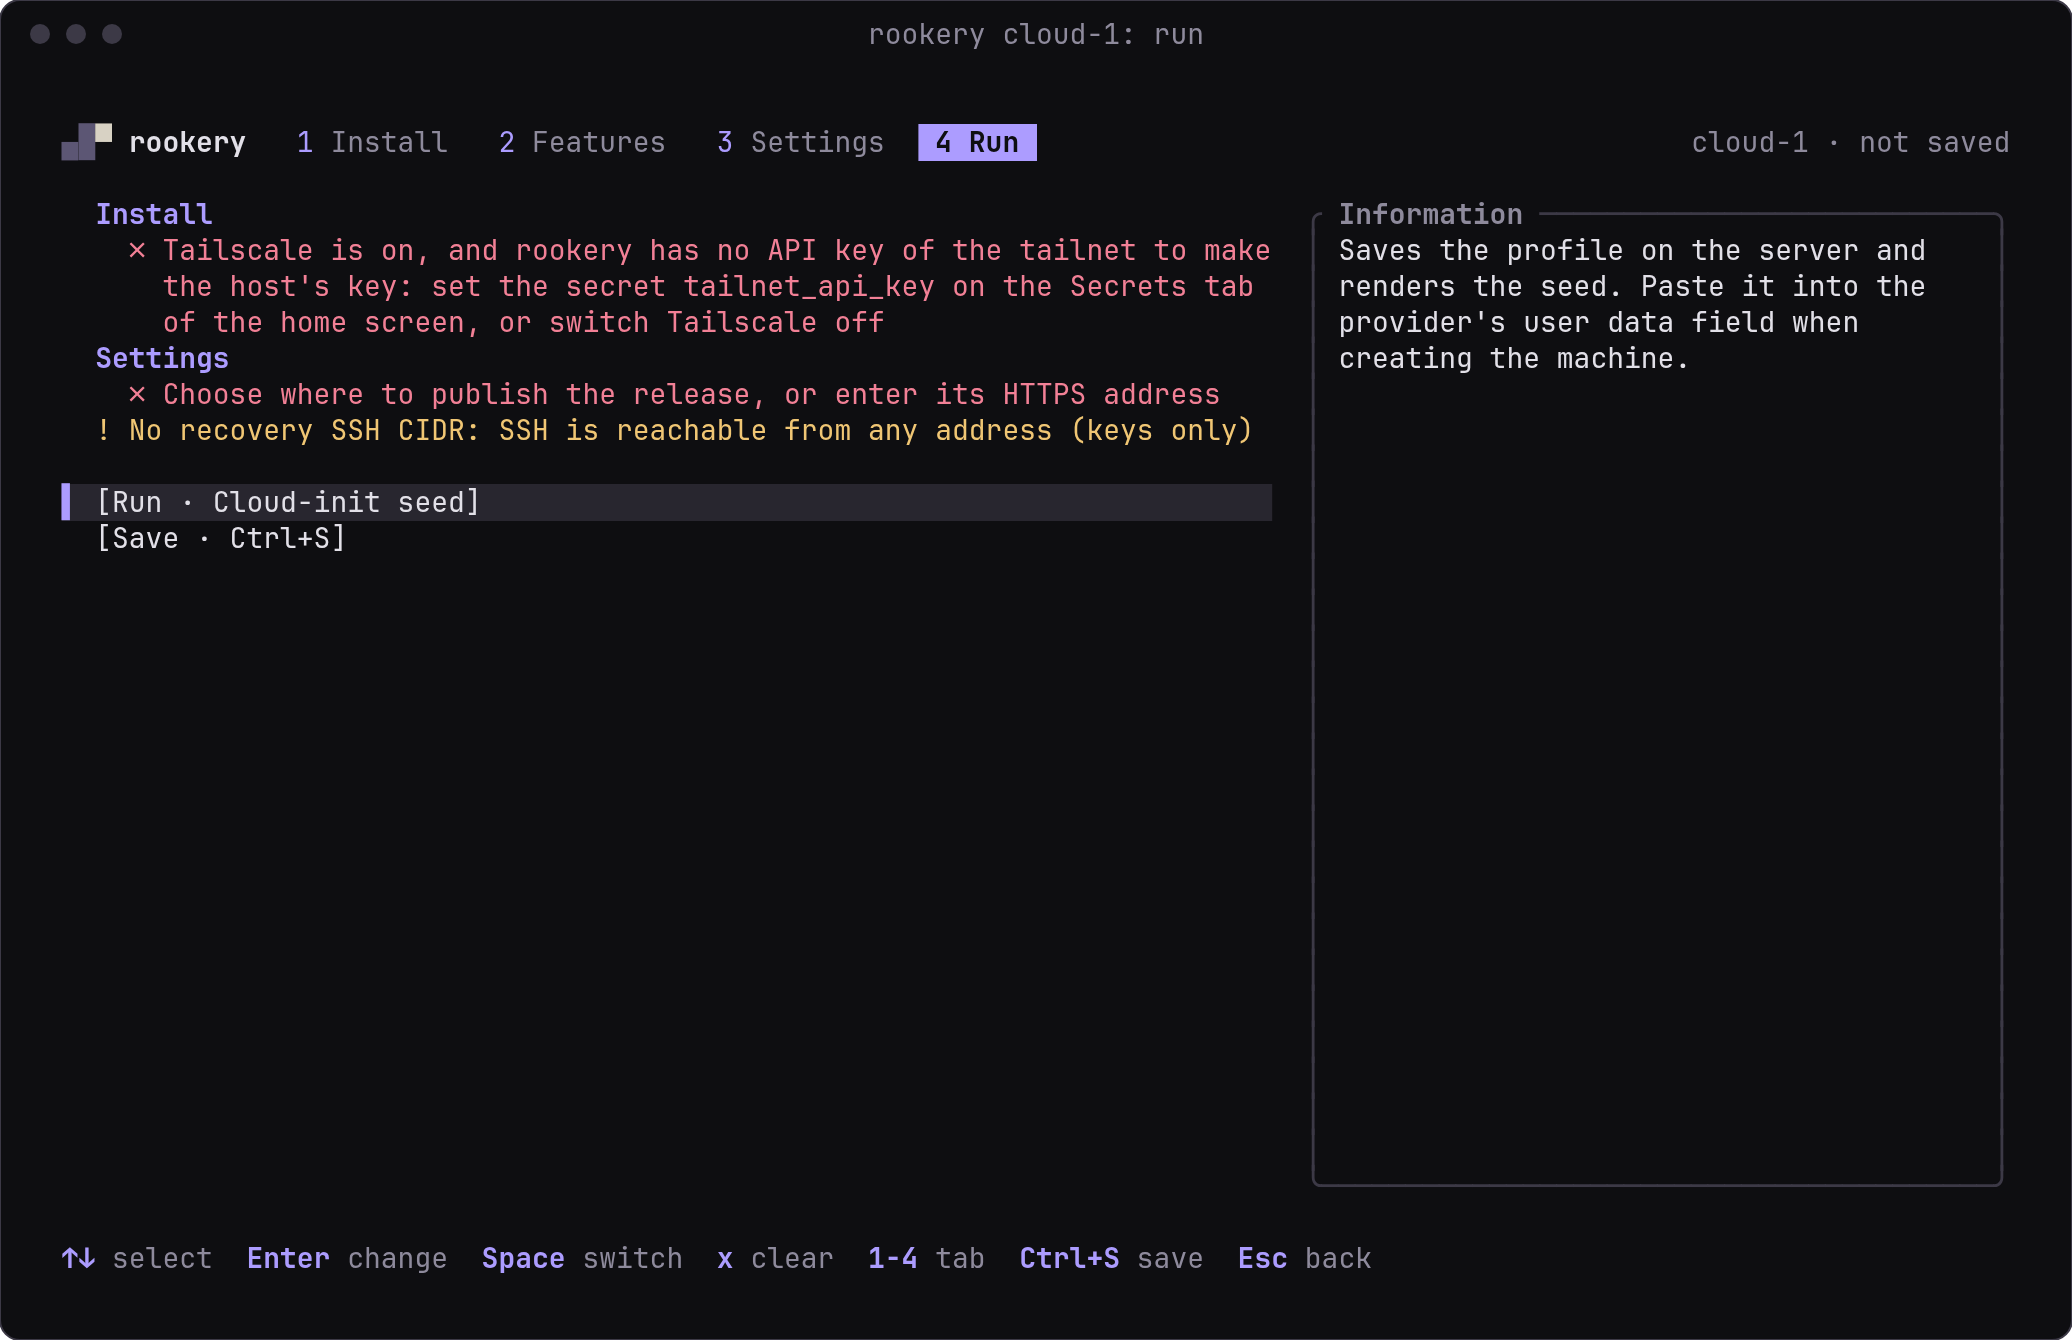 rookery cloud-1: run
rookery 1 Install 2 Features 3 Settings 4 Run cloud-1 · not saved
Install
× Tailscale is on, and rookery has no API key of the tailnet to make
the host's key: set the secret tailnet_api_key on the Secrets tab
of the home screen, or switch Tailscale off
Settings
× Choose where to publish the release, or enter its HTTPS address
! No recovery SSH CIDR: SSH is reachable from any address (keys only)
[Run · Cloud-init seed]
[Save · Ctrl+S]
Information
Saves the profile on the server and
renders the seed. Paste it into the
provider's user data field when
creating the machine.
↑↓ select Enter change Space switch x clear 1-4 tab Ctrl+S save Esc back